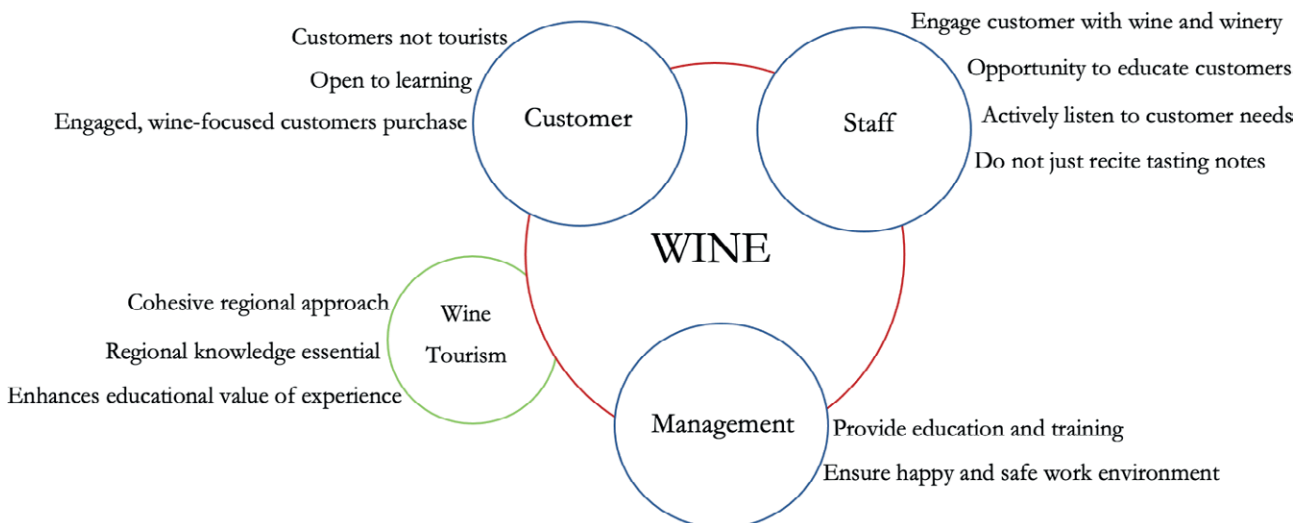 Customers not tourists
Open to learning
Engaged, wine-focused customers purchase
Customer
Engage customer with wine and winery
Opportunity to educate customers
Actively listen to customer needs
Do not just recite tasting notes
Staff
WINE
Cohesive regional approach
Regional knowledge essential
Enhances educational value of experience
Wine
Tourism
Management
Provide education and training
Ensure happy and safe work environment